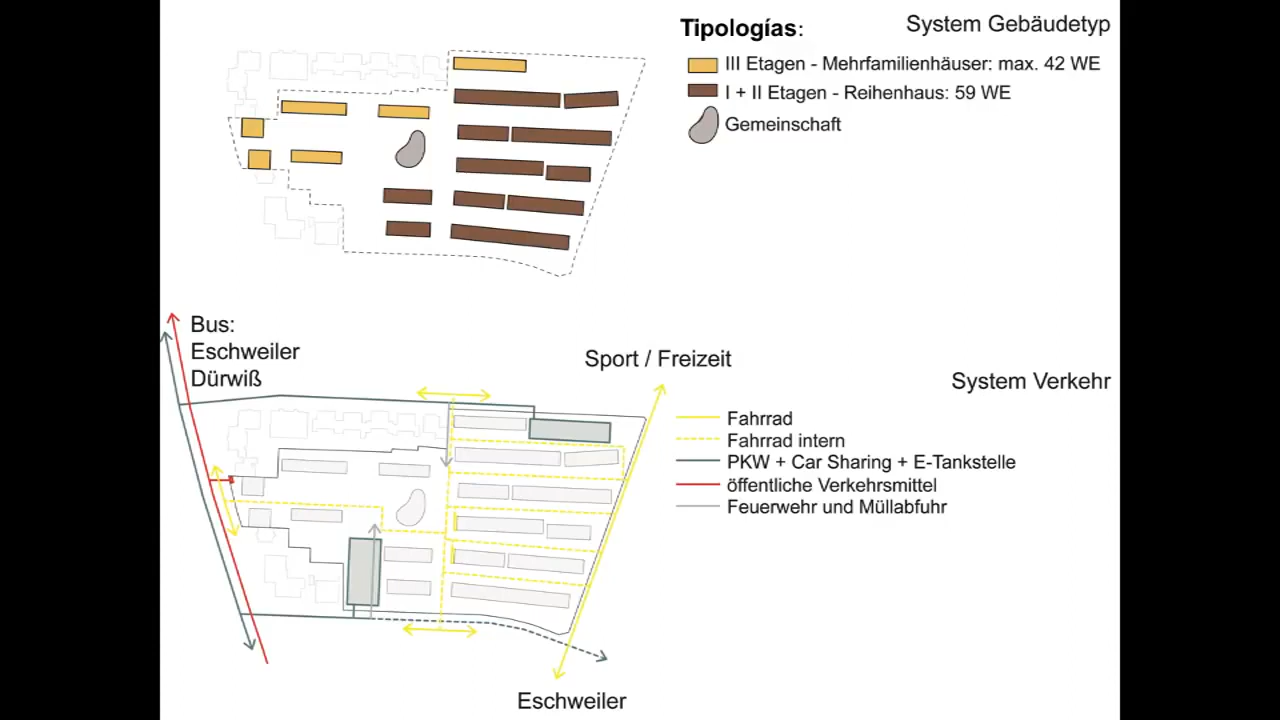 System Gebäudetyp
Tipologías:
III Etagen - Mehrfamilienhäuser: max. 42 WE
I + II Etagen - Reihenhaus: 59 WE
Gemeinschaft
Bus:
Eschweiler
Dürwiß
Sport / Freizeit
System Verkehr
Fahrrad
Fahrrad intern
PKW + Car Sharing + E-Tankstelle
öffentliche Verkehrsmittel
Feuerwehr und Müllabfuhr
Eschweiler